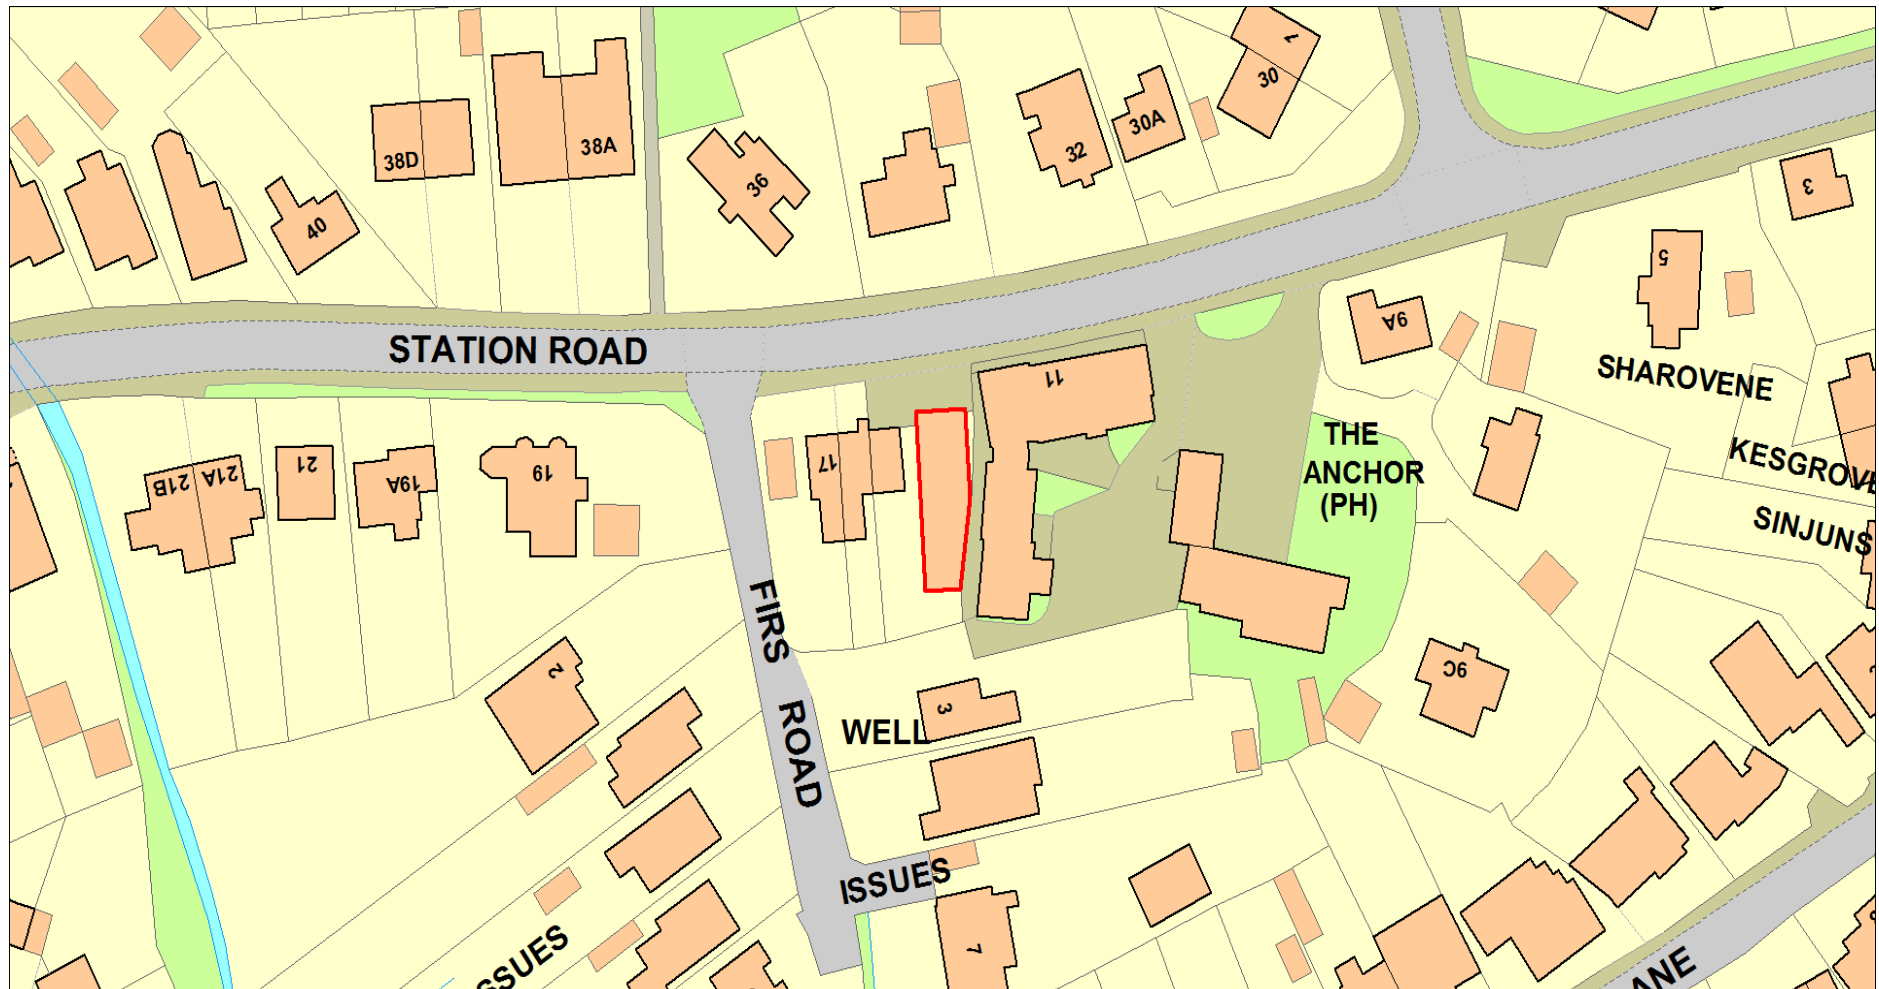 7
30
30A
32
38A
38D
36
40
3
5
9A
STATION ROAD
11
SHAROVENE
THE
ANCHOR
(PH)
KESGROVE
SINJUNS
17
19
19A
21
21A
21B
FIRS ROAD
2
9C
3
WELL
ISSUES
7
ISSUES
ANE